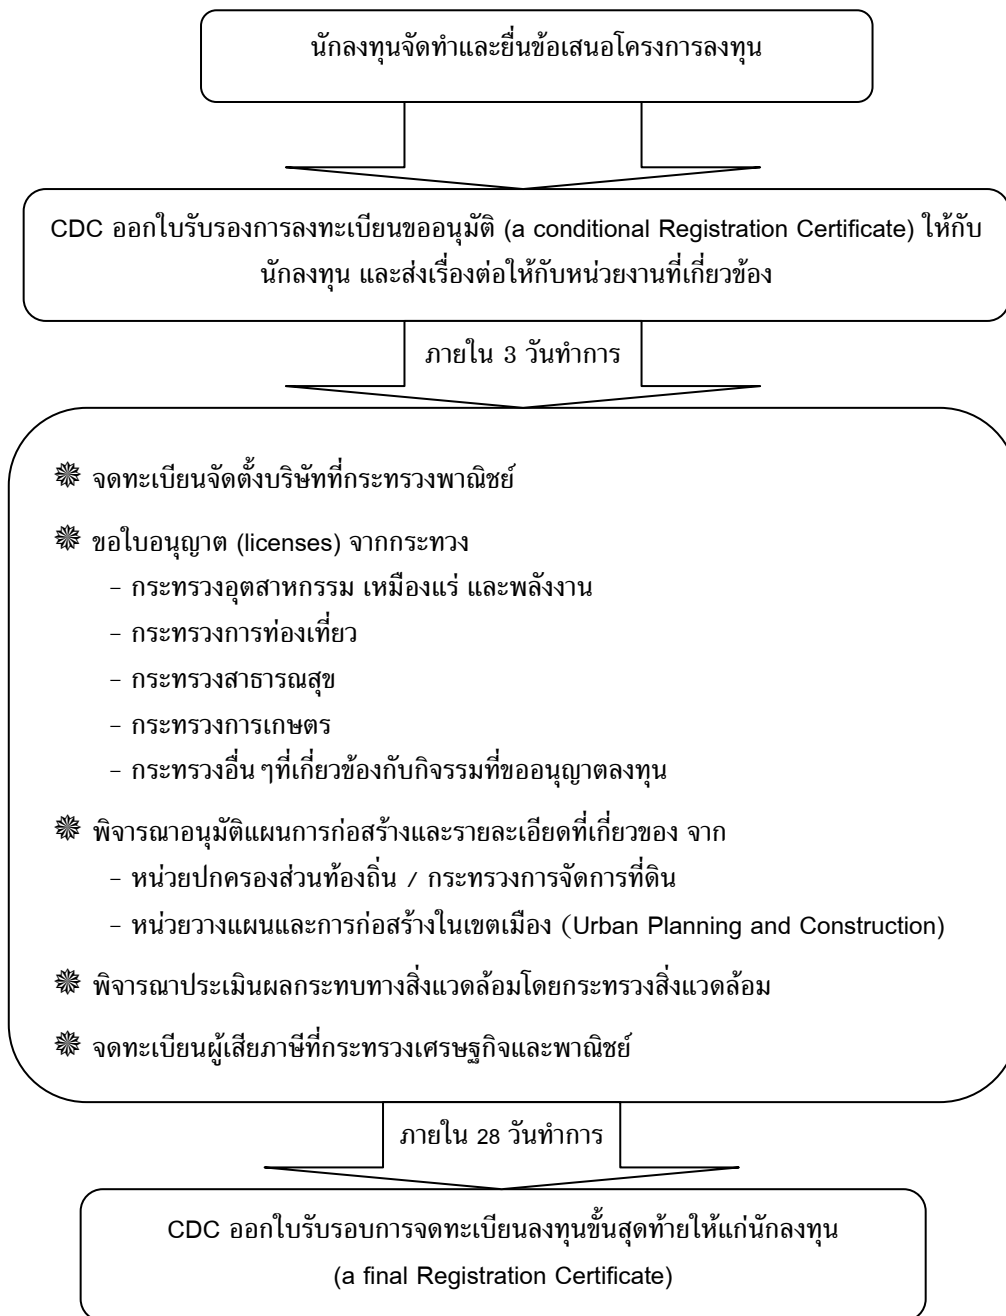 นักลงทุนจัดทำและยื่นข้อเสนอโครงการลงทุน
CDC ออกใบรับรองการลงทะเบียนขออนุมัติ (a conditional Registration Certificate) ให้กับ
นักลงทุน และส่งเรื่องต่อให้กับหน่วยงานที่เกี่ยวข้อง
ภายใน 3 วันทำการ
จดทะเบียนจัดตั้งบริษัทที่กระทรวงพาณิชย์
ขอใบอนุญาต (licenses) จากกระทวง
- กระทรวงอุตสาหกรรม เหมืองแร่ และพลังงาน
- กระทรวงการท่องเที่ยว
- กระทรวงสาธารณสุข
- กระทรวงการเกษตร
- กระทรวงอื่น ๆที่เกี่ยวข้องกับกิจรรมที่ขออนุญาตลงทุน
พิจารณาอนุมัติแผนการก่อสร้างและรายละเอียดที่เกี่ยวของ จาก
- หน่วยปกครองส่วนท้องถิ่น / กระทรวงการจัดการที่ดิน
- หน่วยวางแผนและการก่อสร้างในเขตเมือง (Urban Planning and Construction)
พิจารณาประเมินผลกระทบทางสิ่งแวดล้อมโดยกระทรวงสิ่งแวดล้อม
จดทะเบียนผู้เสียภาษีที่กระทรวงเศรษฐกิจและพาณิชย์
ภายใน 28 วันทำการ
CDC ออกใบรับรอบการจดทะเบียนลงทุนขั้นสุดท้ายให้แก่นักลงทุน
(a final Registration Certificate)